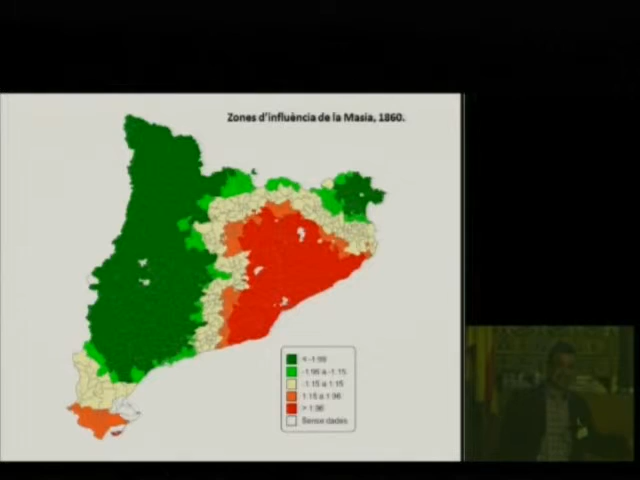 Zones d'influència de la Masia, 1860.
< -1.96
-1.96 a -1.15
-1.15 a 1.15
1.15 a 1.96
> 1.96
Sense dades